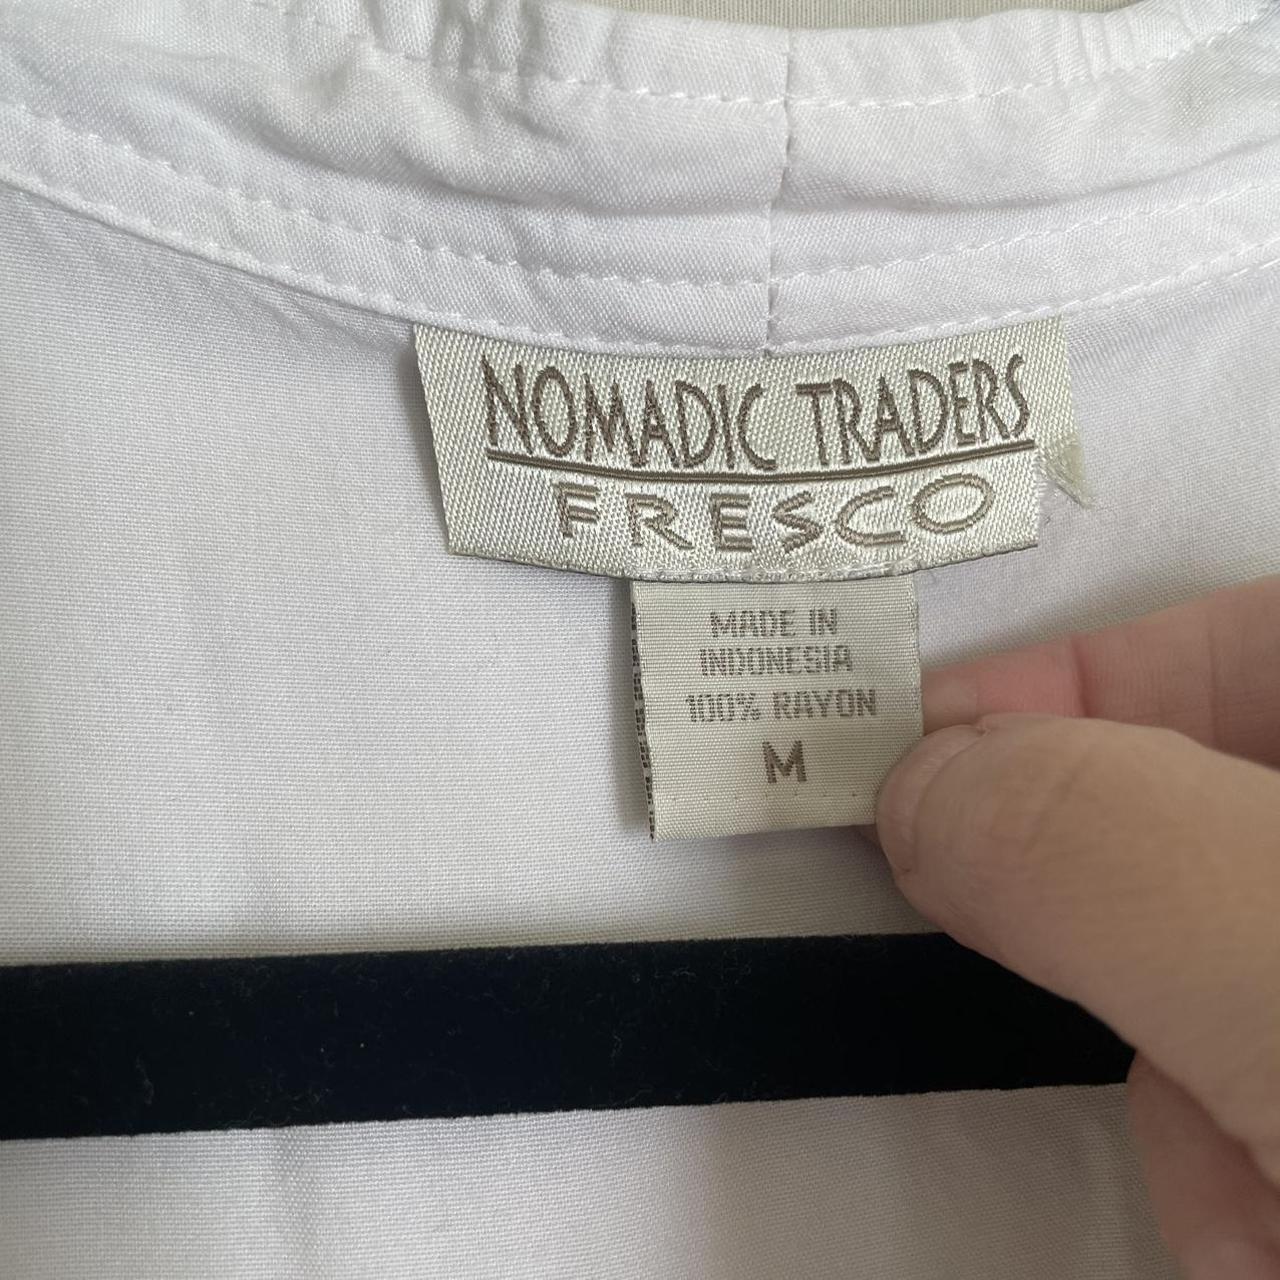 NOMADIC TRADERS
FRESCO
MADE IN
INDONESIA
100% RAYON
M